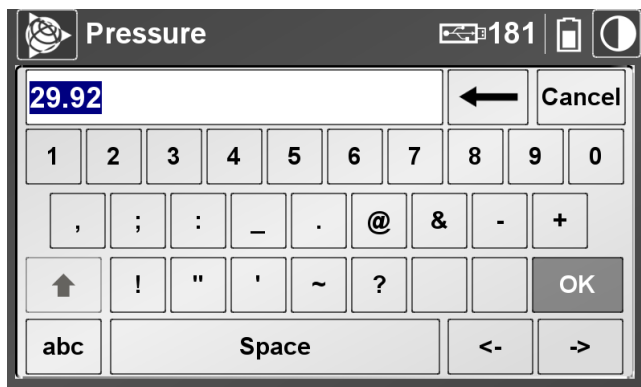 Pressure 181
29.92 Cancel
1 2 3 4 5 6 7 8 9 0
, ; : _ . @ & - +
! " ' ~ ? OK
abc Space <- ->